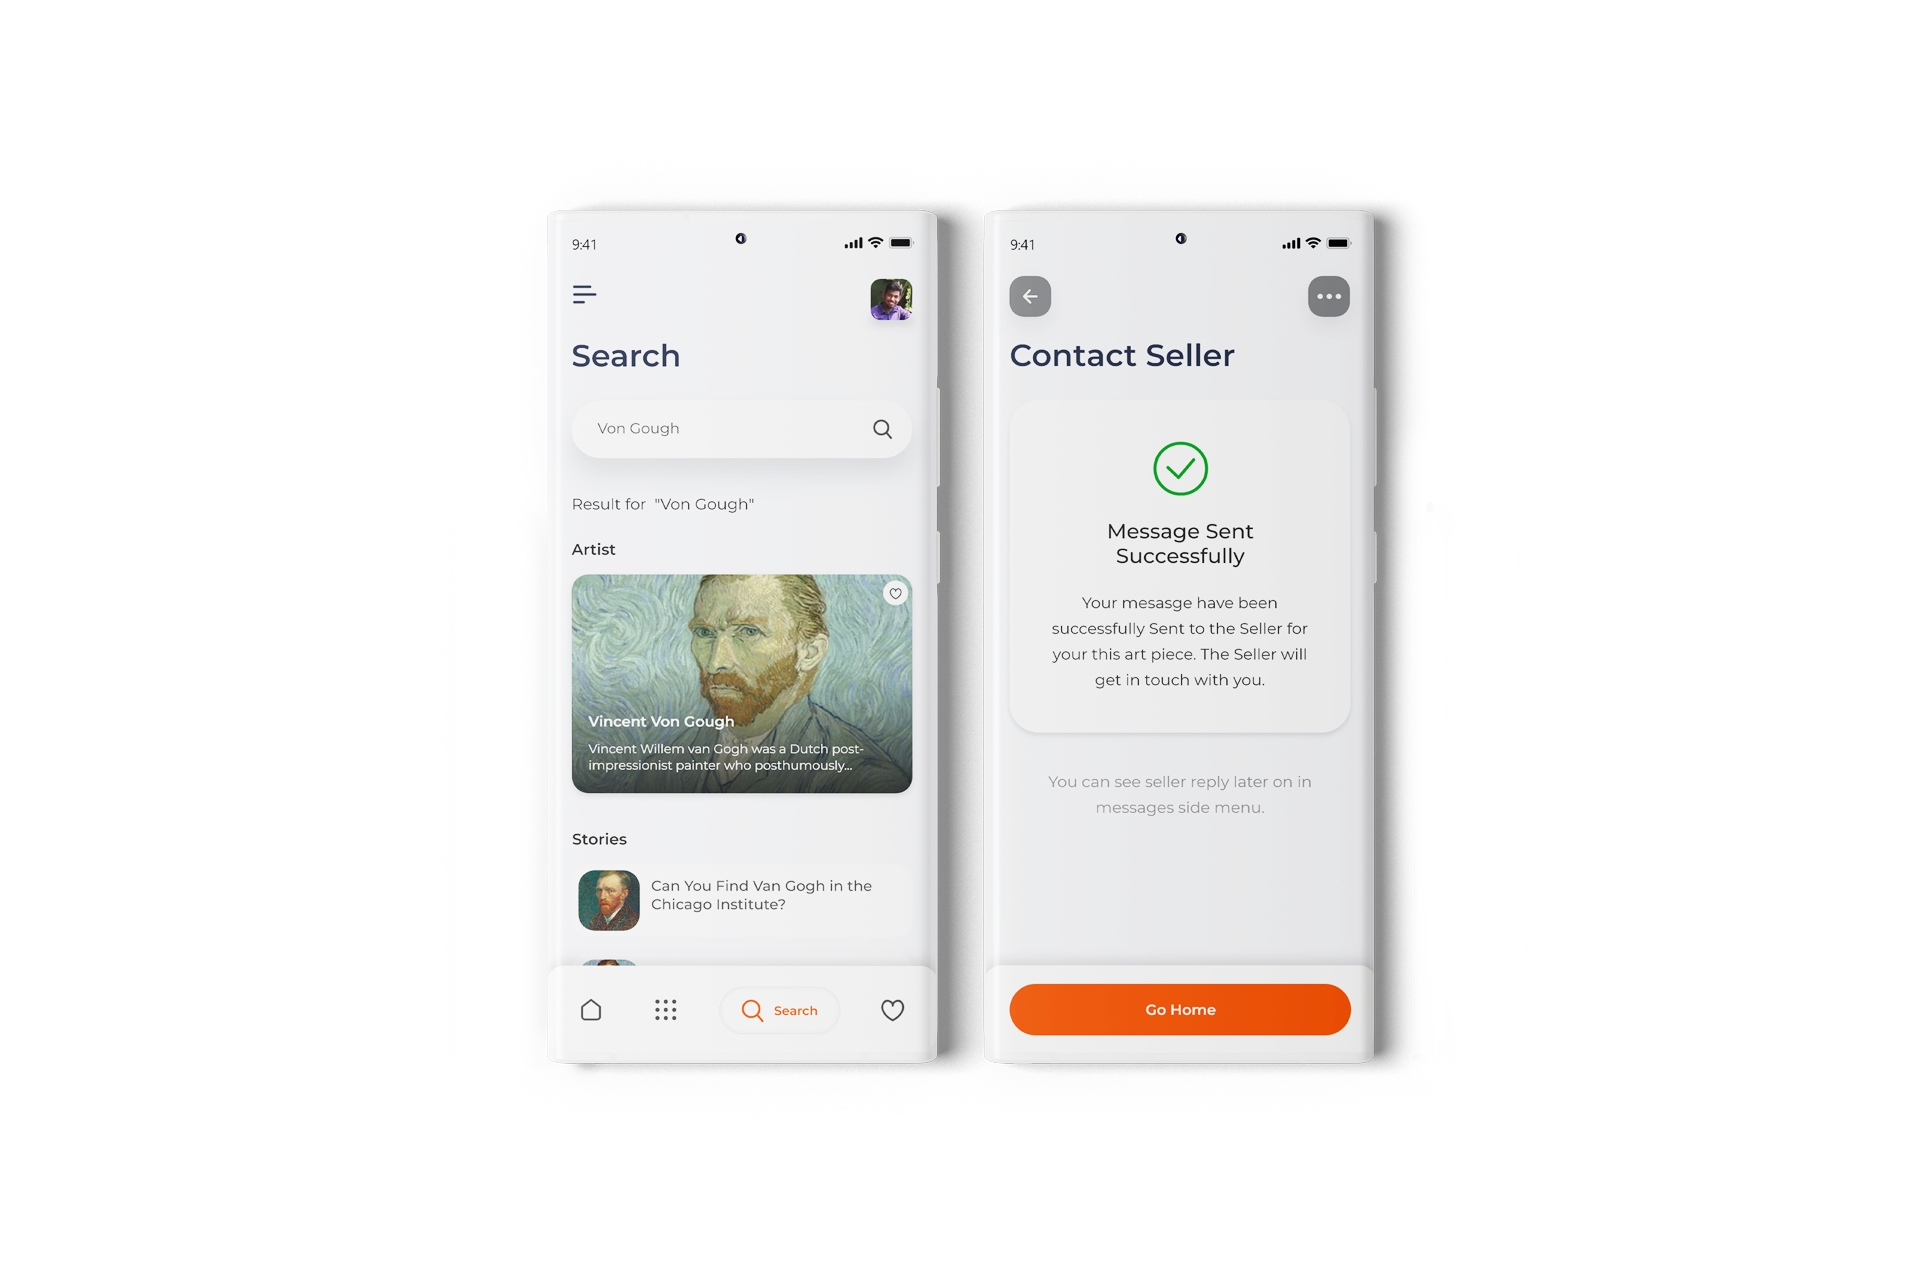 9:41
Search
Von Gough
Result for "Von Gough"
Artist
Vincent Von Gough
Vincent Willem van Gogh was a Dutch post-
impressionist painter who posthumously...
Stories
Can You Find Van Gogh in the
Chicago Institute?
Search
9:41
Contact Seller
Message Sent
Successfully
Your mesasge have been
successfully Sent to the Seller for
your this art piece. The Seller will
get in touch with you.
You can see seller reply later on in
messages side menu.
Go Home